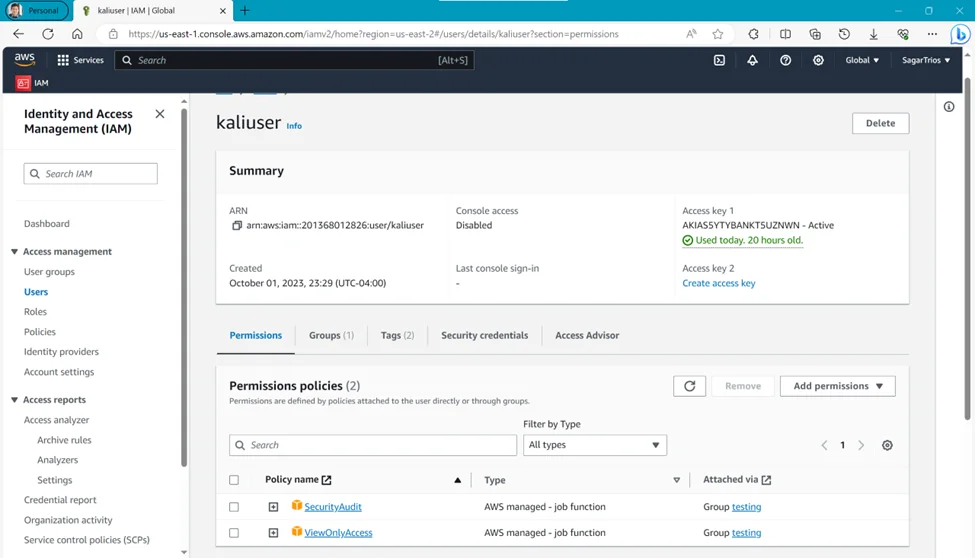 Personal
kaliuser | IAM | Global
https://us-east-1.console.aws.amazon.com/iamv2/home?region=us-east-2#/users/details/kaliuser?section=permissions
aws
Services
Search
[Alt+S]
Global
SagarTrios
IAM
Identity and Access
Management (IAM)
Search IAM
Dashboard
Access management
User groups
Users
Roles
Policies
Identity providers
Account settings
Access reports
Access analyzer
Archive rules
Analyzers
Settings
Credential report
Organization activity
Service control policies (SCPs)
kaliuser Info
Delete
Summary
ARN
arn:aws:iam::201368012826:user/kaliuser
Console access
Disabled
Access key 1
AKIAS5YTYBANKT5UZNWN - Active
Used today. 20 hours old.
Created
October 01, 2023, 23:29 (UTC-04:00)
Last console sign-in
-
Access key 2
Create access key
Permissions
Groups (1)
Tags (2)
Security credentials
Access Advisor
Permissions policies (2)
Permissions are defined by policies attached to the user directly or through groups.
Remove
Add permissions
Filter by Type
Search
All types
1
Policy name
Type
Attached via
SecurityAudit
AWS managed - job function
Group testing
ViewOnlyAccess
AWS managed - job function
Group testing